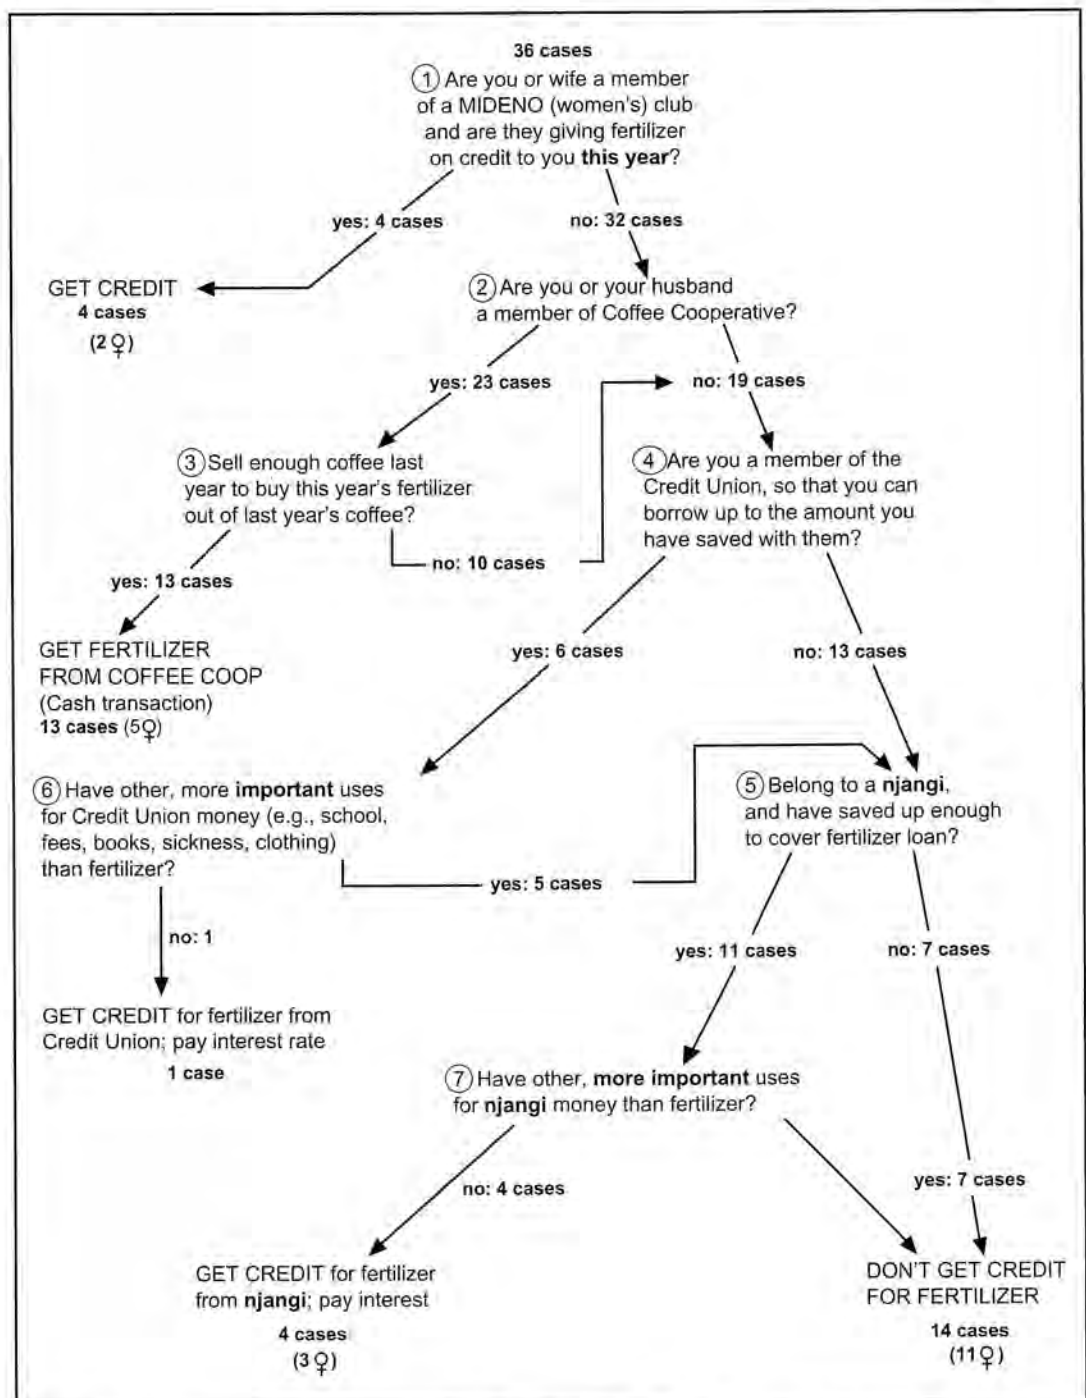 36 cases
① Are you or wife a member
of a MIDENO (women's) club
and are they giving fertilizer
on credit to you this year?
yes: 4 cases
no: 32 cases
GET CREDIT
4 cases
(2♀)
② Are you or your husband
a member of Coffee Cooperative?
yes: 23 cases
no: 19 cases
③ Sell enough coffee last
year to buy this year's fertilizer
out of last year's coffee?
④ Are you a member of the
Credit Union, so that you can
borrow up to the amount you
have saved with them?
no: 10 cases
yes: 13 cases
GET FERTILIZER
FROM COFFEE COOP
(Cash transaction)
13 cases (5♀)
yes: 6 cases
no: 13 cases
⑥ Have other, more important uses
for Credit Union money (e.g., school,
fees, books, sickness, clothing)
than fertilizer?
⑤ Belong to a njangi,
and have saved up enough
to cover fertilizer loan?
yes: 5 cases
no: 1
yes: 11 cases
no: 7 cases
GET CREDIT for fertilizer from
Credit Union; pay interest rate
1 case
⑦ Have other, more important uses
for njangi money than fertilizer?
no: 4 cases
yes: 7 cases
GET CREDIT for fertilizer
from njangi; pay interest
4 cases
(3♀)
DON'T GET CREDIT
FOR FERTILIZER
14 cases
(11♀)